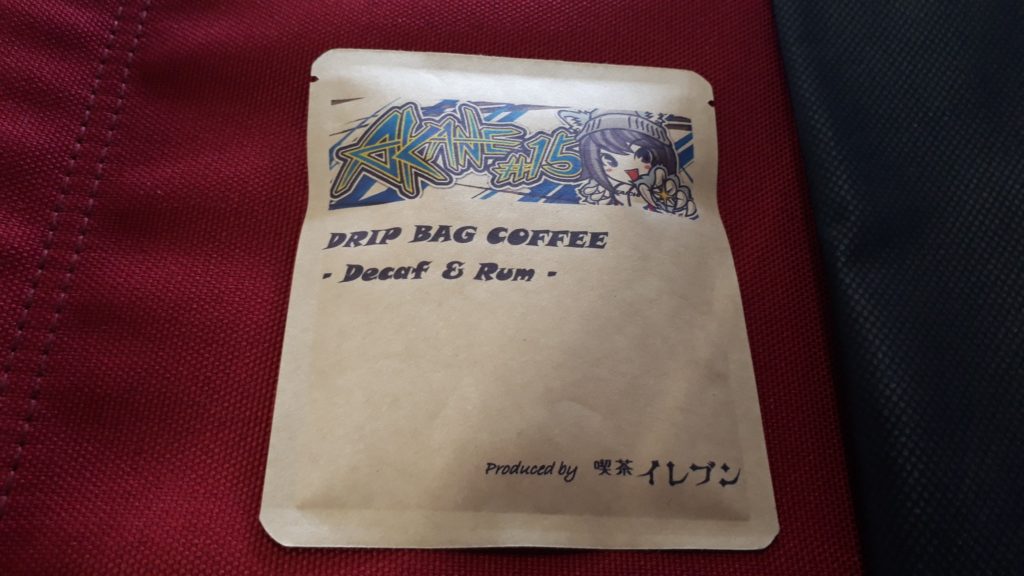 AKANE #15
DRIP BAG COFFEE
- Decaf & Rum -
Produced by 喫茶イレブン